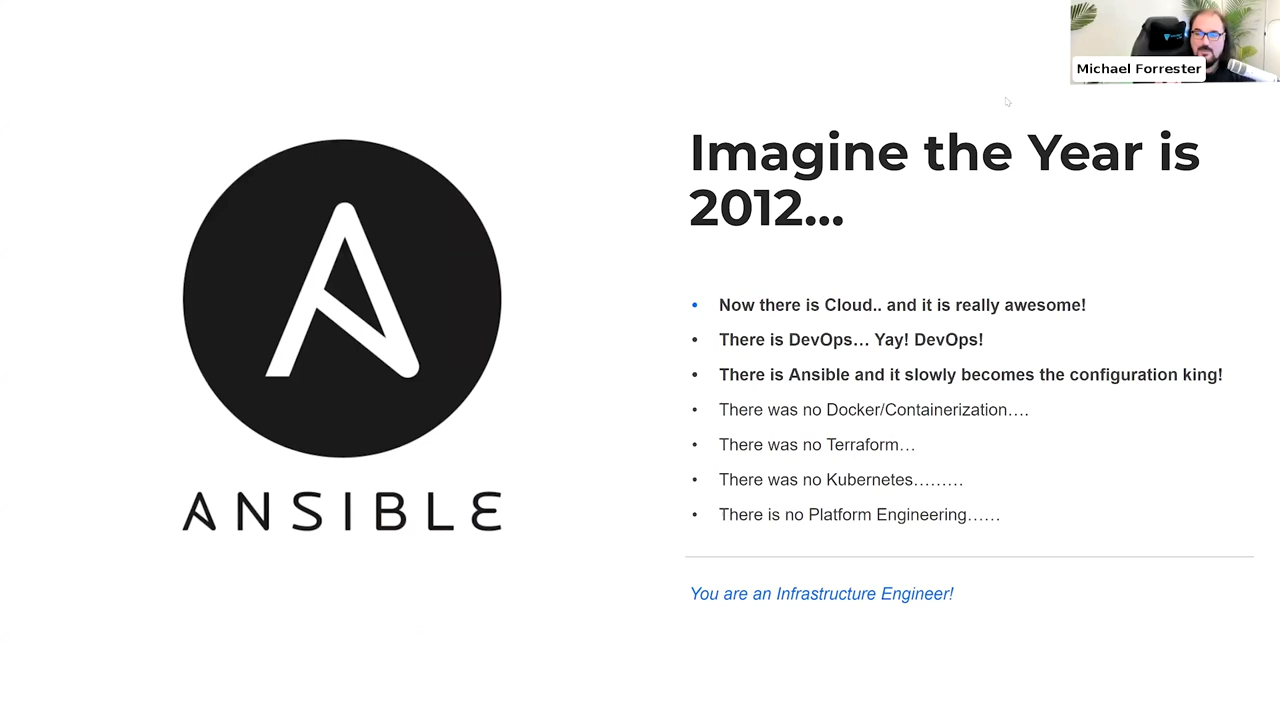 Michael Forrester
Imagine the Year is
2012...
• Now there is Cloud.. and it is really awesome!
• There is DevOps… Yay! DevOps!
• There is Ansible and it slowly becomes the configuration king!
• There was no Docker/Containerization….
• There was no Terraform…
• There was no Kubernetes………
• There is no Platform Engineering……
You are an Infrastructure Engineer!
ANSIBLE